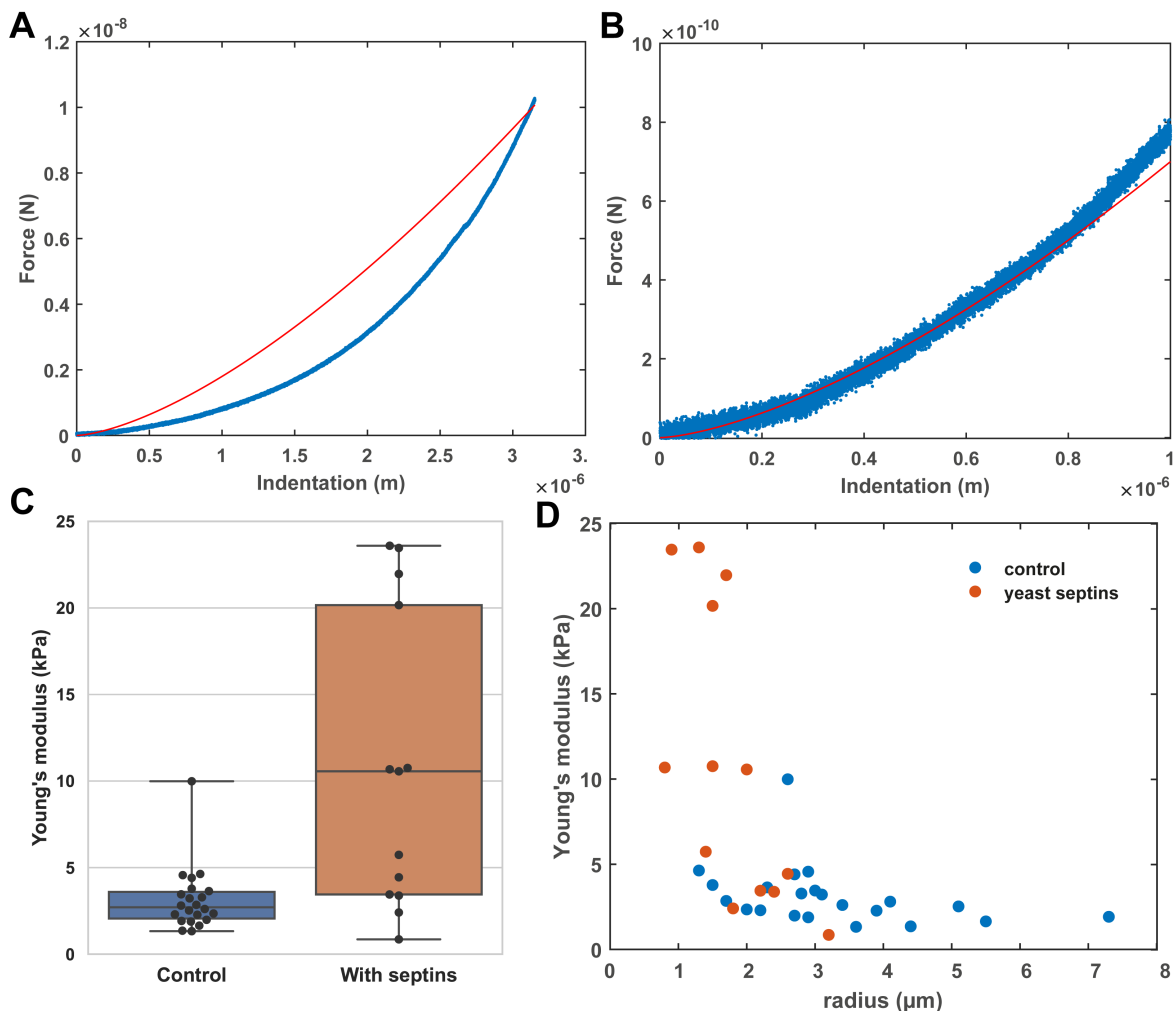 A
×10^-8
1.2
1
0.8
0.6
0.4
0.2
0
Force (N)
0 0.5 1 1.5 2 2.5 3 3.
Indentation (m)
×10^-6
B
×10^-10
10
8
6
4
2
0
Force (N)
0 0.2 0.4 0.6 0.8 1
Indentation (m)
×10^-6
C
25
20
15
10
5
0
Young's modulus (kPa)
Control With septins
D
25
20
15
10
5
0
Young's modulus (kPa)
control
yeast septins
0 1 2 3 4 5 6 7 8
radius (μm)